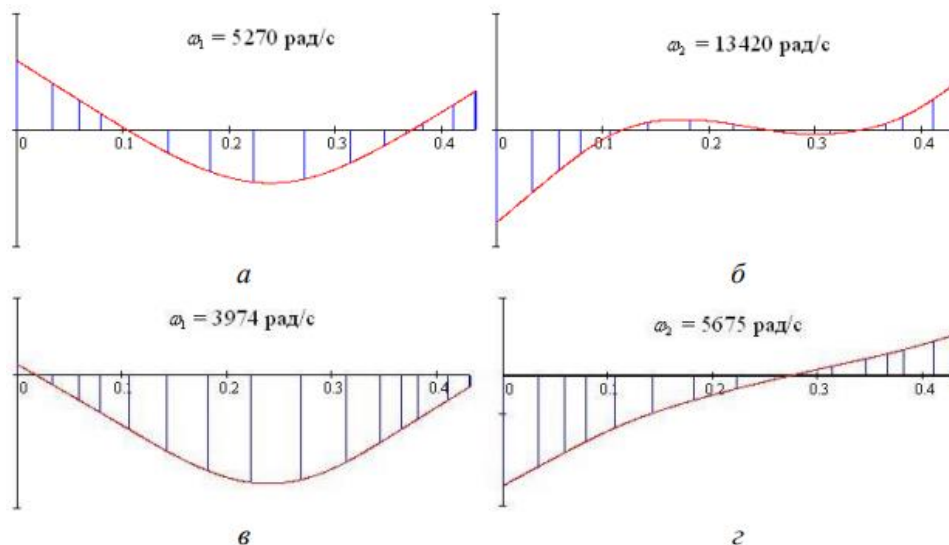 ω₁ = 5270 рад/с
0 0.1 0.2 0.3 0.4
а
ω₂ = 13420 рад/с
0 0.1 0.2 0.3 0.4
б
ω₁ = 3974 рад/с
0 0.1 0.2 0.3 0.4
в
ω₂ = 5675 рад/с
0 0.1 0.2 0.3 0.4
г